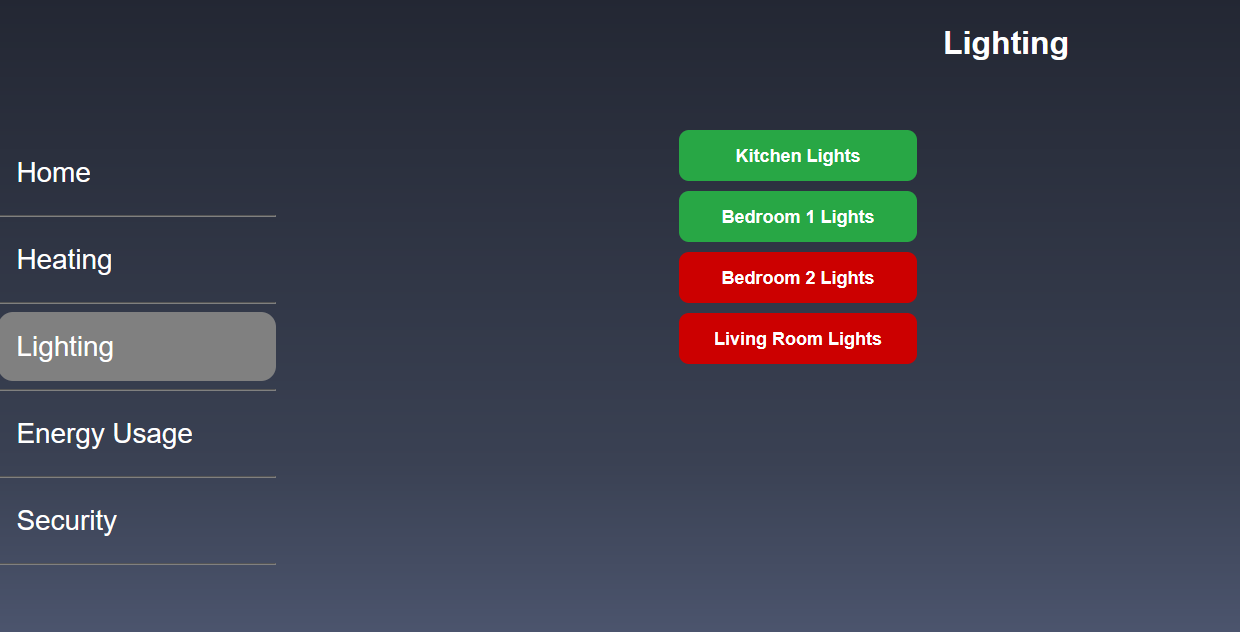 Lighting
Home
Heating
Lighting
Energy Usage
Security
Kitchen Lights
Bedroom 1 Lights
Bedroom 2 Lights
Living Room Lights